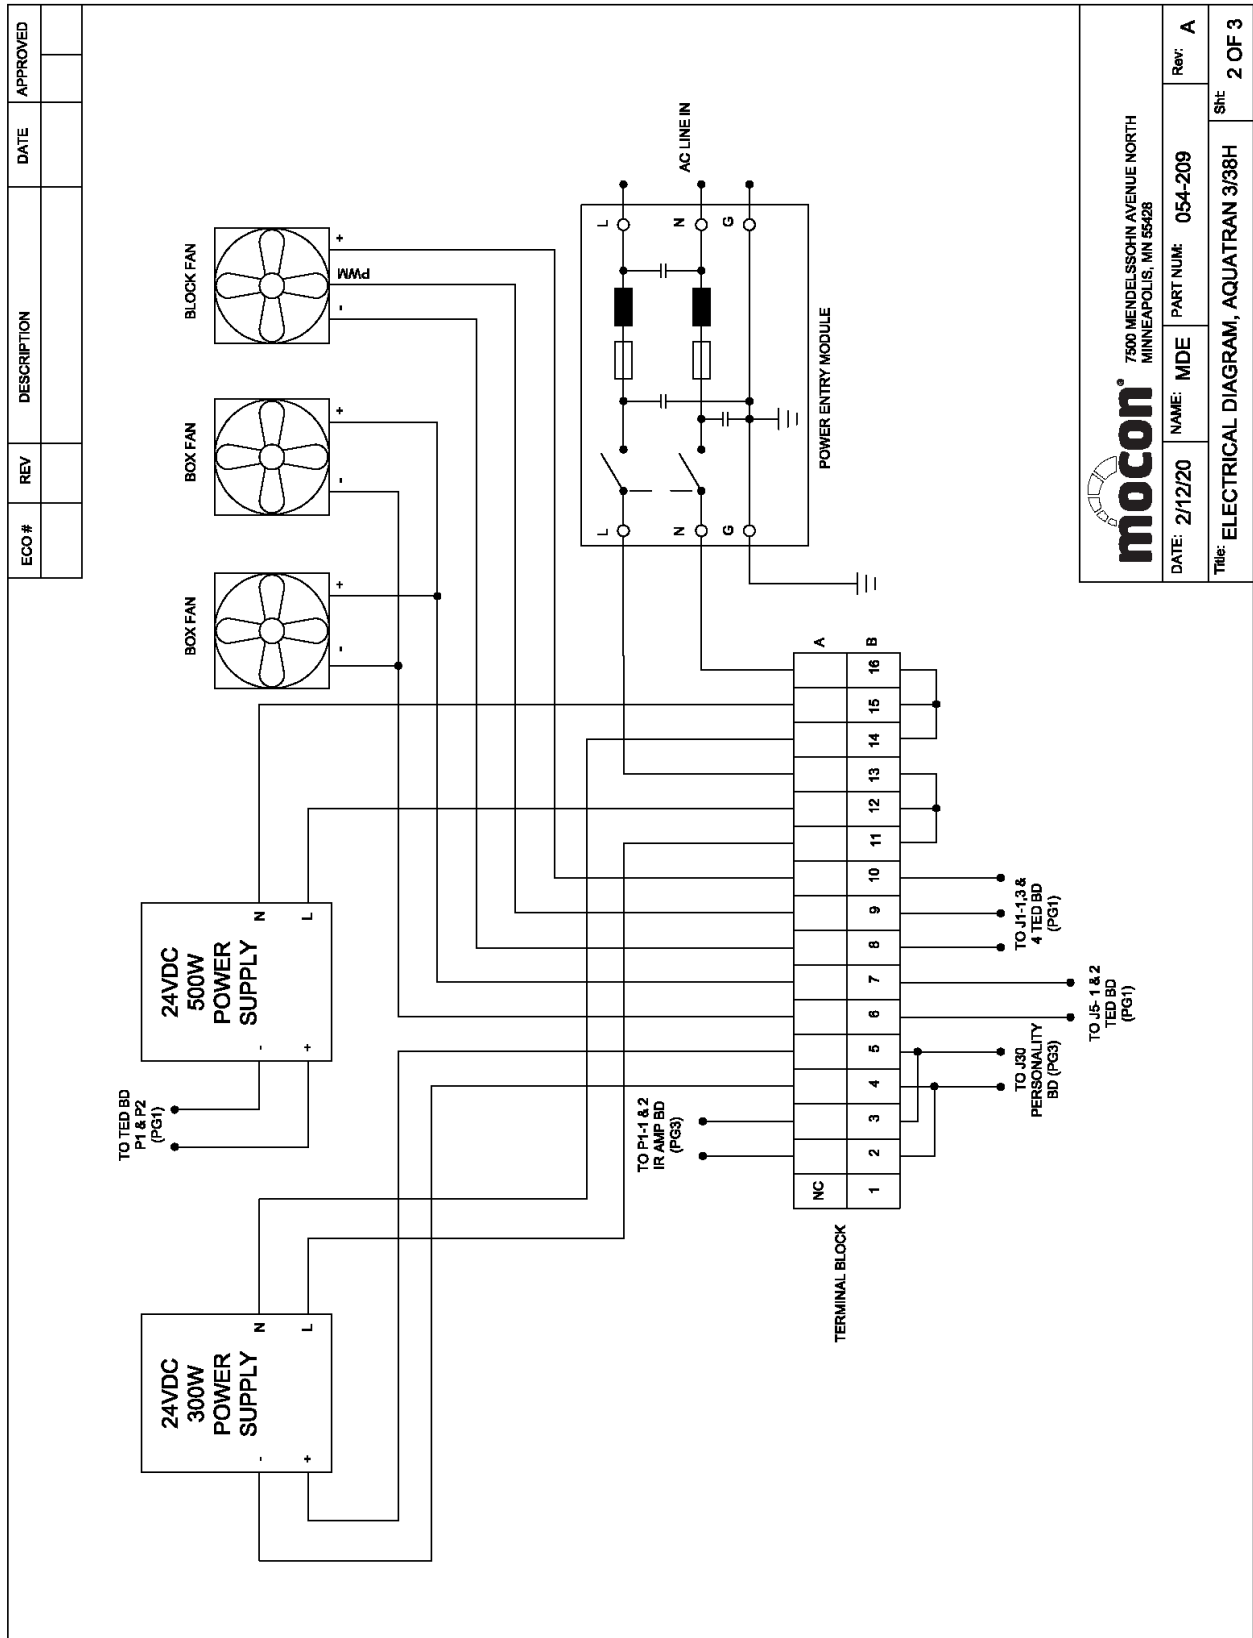 ECO #
REV
DESCRIPTION
DATE
APPROVED
24VDC
300W
POWER
SUPPLY
-
+
N
L
TO TED BD
P1 & P2
(PG1)
24VDC
500W
POWER
SUPPLY
-
+
N
L
BOX FAN
-
+
BOX FAN
-
+
BLOCK FAN
-
PWM
+
TO P1-1 & 2
IR AMP BD
(PG3)
L
N
G
L
N
G
AC LINE IN
POWER ENTRY MODULE
TERMINAL BLOCK
NC
A
1
2
3
4
5
6
7
8
9
10
11
12
13
14
15
16
B
TO J30
PERSONALITY
BD (PG3)
TO J5- 1 & 2
TED BD
(PG1)
TO J1-1,3 &
4 TED BD
(PG1)
mocon®
7500 MENDELSSOHN AVENUE NORTH
MINNEAPOLIS, MN 55428
DATE: 2/12/20
NAME: MDE
PART NUM: 054-209
Rev: A
Title: ELECTRICAL DIAGRAM, AQUATRAN 3/38H
Sht: 2 OF 3